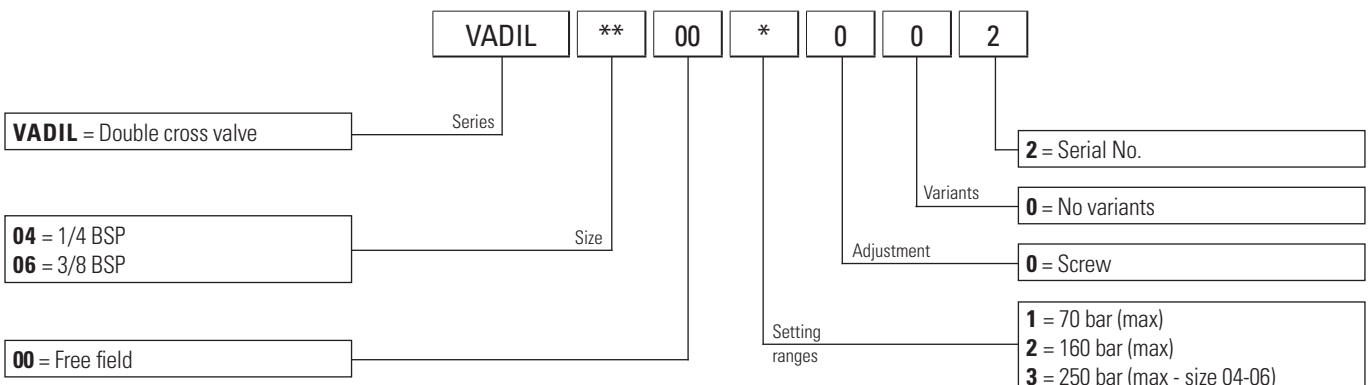 VADIL ** 00 * 0 0 2
Series
VADIL = Double cross valve
2 = Serial No.
Variants
0 = No variants
04 = 1/4 BSP
06 = 3/8 BSP
Size
Adjustment
0 = Screw
Setting
ranges
1 = 70 bar (max)
2 = 160 bar (max)
3 = 250 bar (max - size 04-06)
00 = Free field